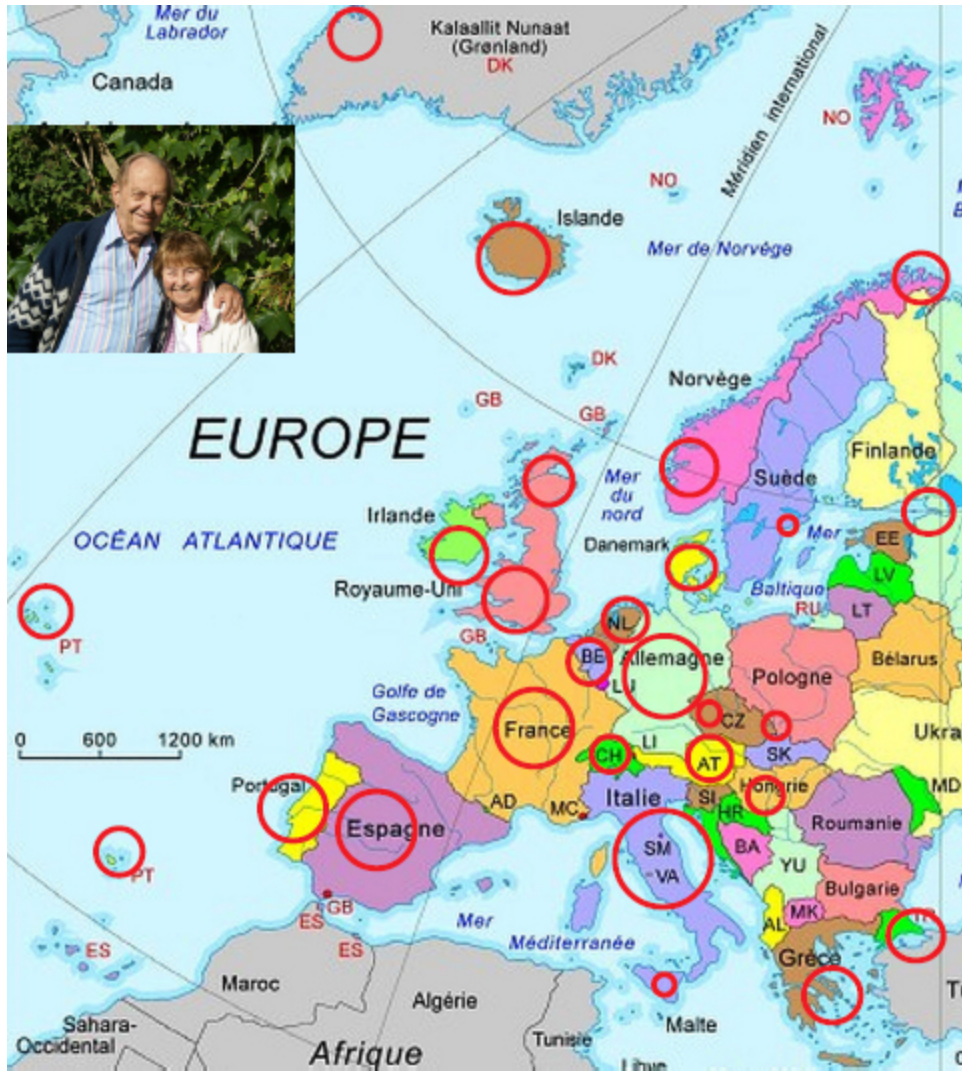 Mer du
Labrador
Kalaallit Nunaat
(Grønland)
DK
Canada
Méridien international
NO
NO
Islande
Mer de Norvège
DK
GB
GB
Norvège
EUROPE
Mer
du
nord
Suède
Finlande
Irlande
OCÉAN ATLANTIQUE
Danemark
Mer
EE
Royaume-Uni
Baltique
LV
RU
LT
GB
NL
PT
BE
Allemagne
Pologne
Bélarus
LU
Golfe de
Gascogne
France
CZ
0 600 1200 km
CH
LI
AT
SK
Ukra
Portugal
AD
MC
Italie
SI
Hongrie
MD
HR
Espagne
Roumanie
SM
BA
VA
YU
PT
Bulgarie
GB
ES
MK
AL
TR
Mer
Méditerranée
ES
ES
Grèce
Maroc
Algérie
Malte
Sahara-
Occidental
Tunisie
Afrique
Libye